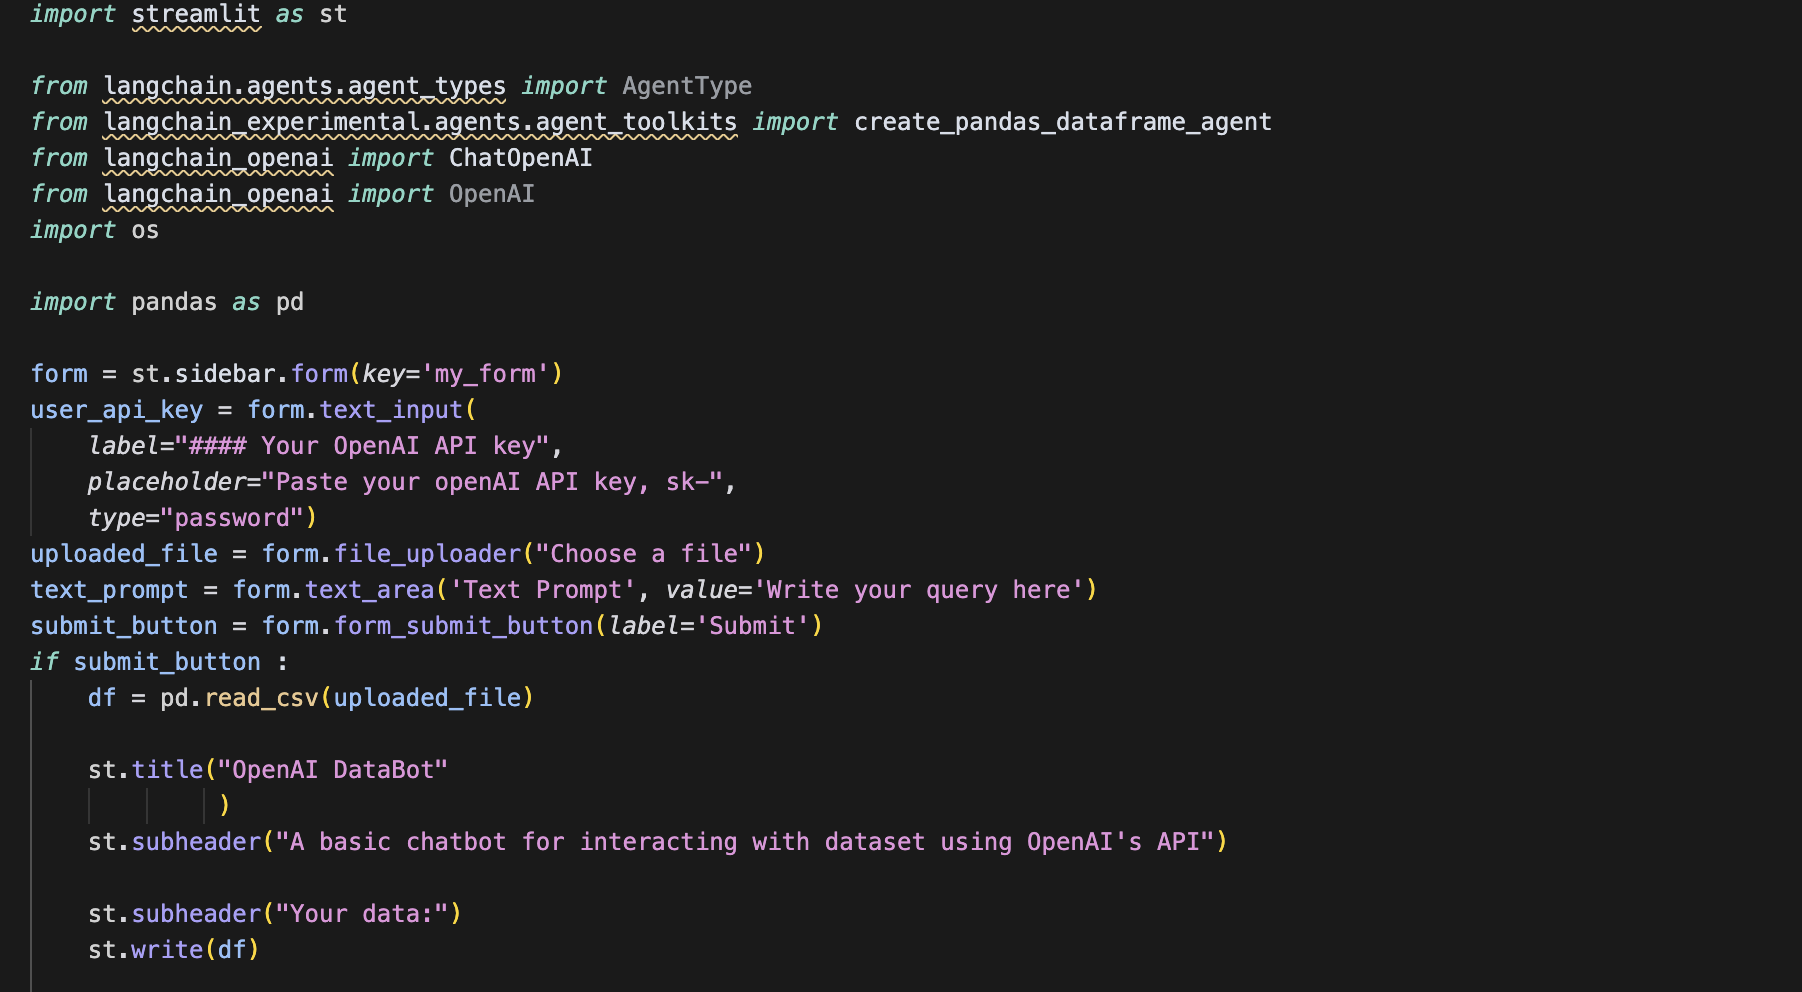 import streamlit as st
from langchain.agents.agent_types import AgentType
from langchain_experimental.agents.agent_toolkits import create_pandas_dataframe_agent
from langchain_openai import ChatOpenAI
from langchain_openai import OpenAI
import os
import pandas as pd
form = st.sidebar.form(key='my_form')
user_api_key = form.text_input(
    label="#### Your OpenAI API key",
    placeholder="Paste your openAI API key, sk-",
    type="password")
uploaded_file = form.file_uploader("Choose a file")
text_prompt = form.text_area('Text Prompt', value='Write your query here')
submit_button = form.form_submit_button(label='Submit')
if submit_button :
    df = pd.read_csv(uploaded_file)
    st.title("OpenAI DataBot"
             )
    st.subheader("A basic chatbot for interacting with dataset using OpenAI's API")
    st.subheader("Your data:")
    st.write(df)